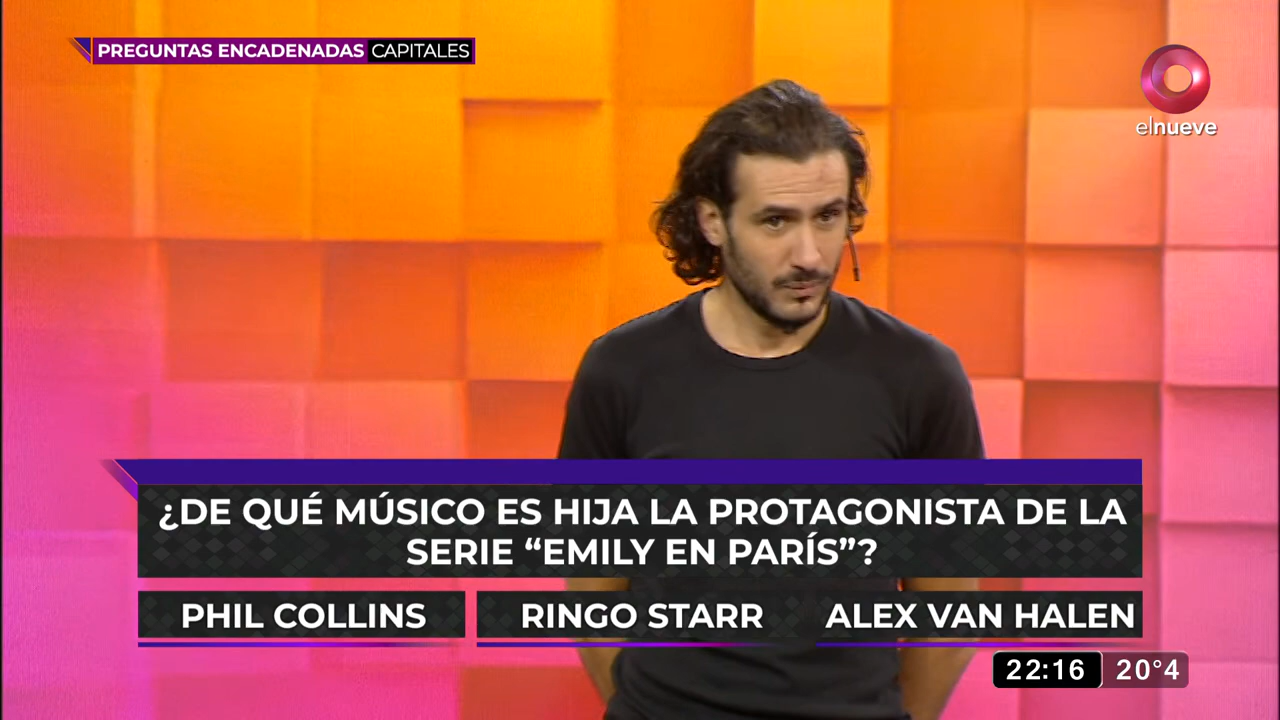 PREGUNTAS ENCADENADAS CAPITALES
elnueve
¿DE QUÉ MÚSICO ES HIJA LA PROTAGONISTA DE LA
SERIE “EMILY EN PARÍS”?
PHIL COLLINS
RINGO STARR
ALEX VAN HALEN
22:16 20°4